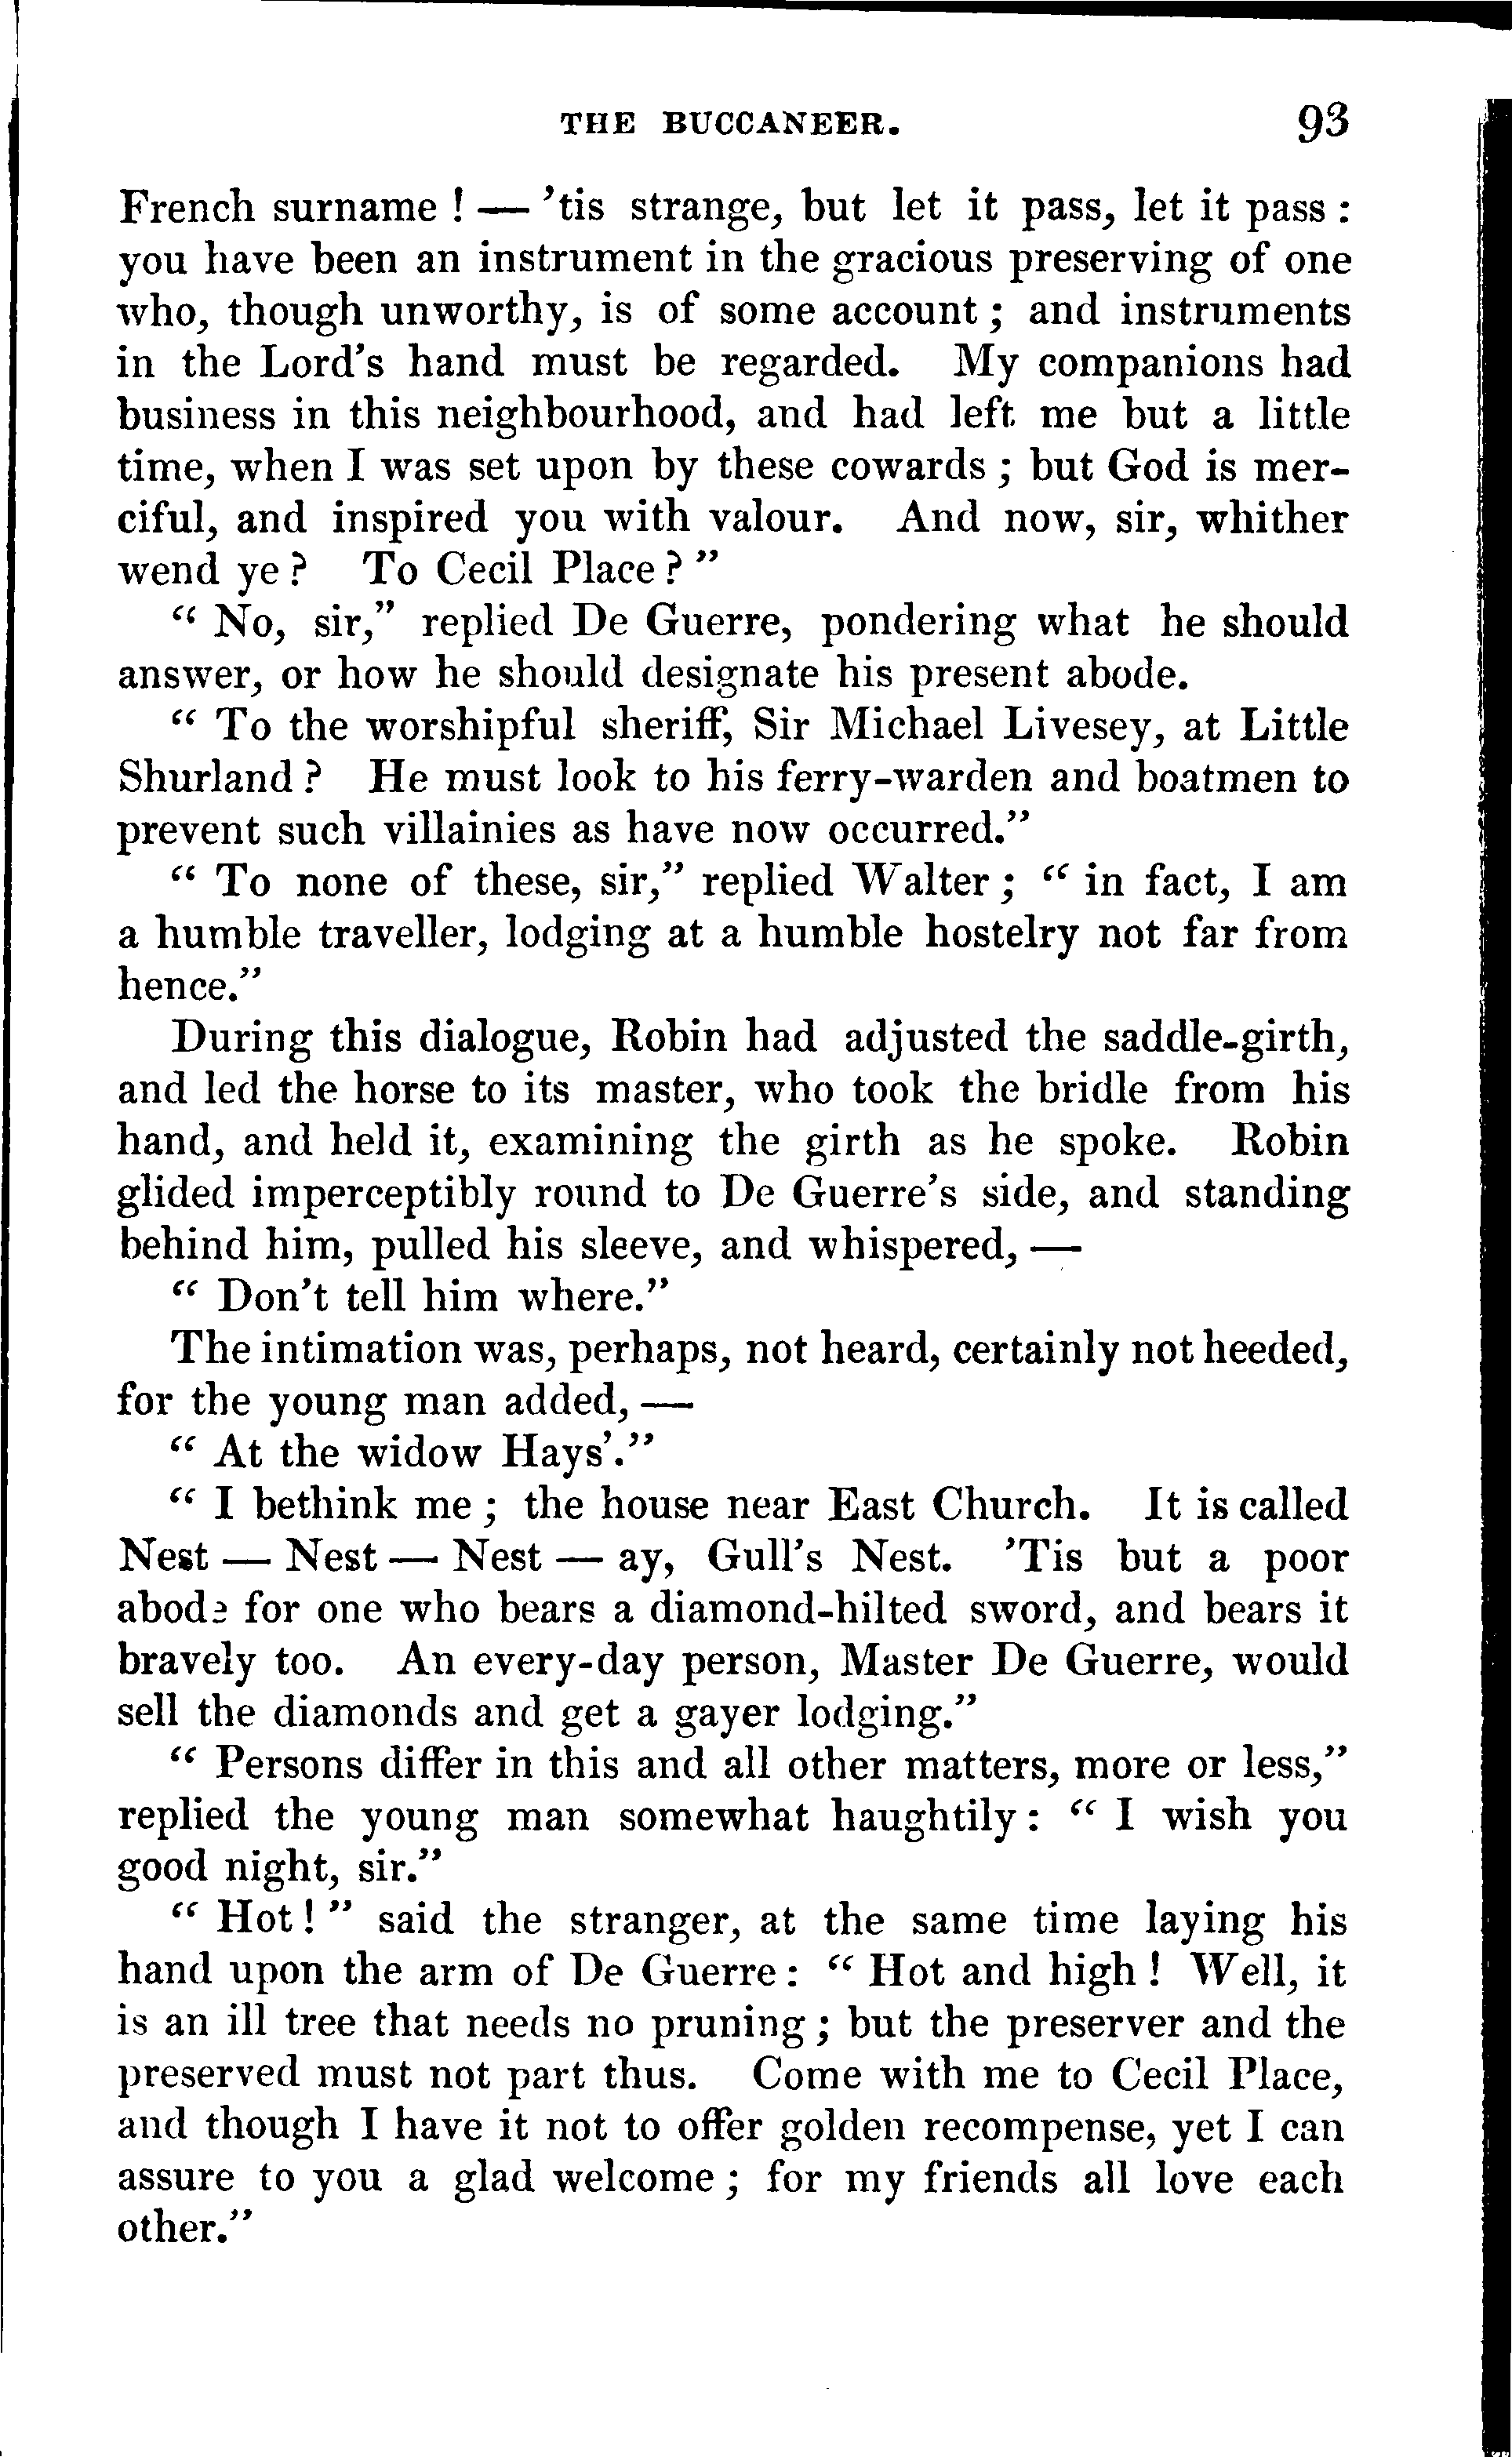 THE BUCCANEER. 93
French surname ! — 'tis strange, but let it pass, let it pass :
you have been an instrument in the gracious preserving of one
who, though unworthy, is of some account ; and instruments
in the Lord's hand must be regarded. My companions had
business in this neighbourhood, and had left me but a little
time, when I was set upon by these cowards ; but God is mer-
ciful, and inspired you with valour. And now, sir, whither
wend ye ? To Cecil Place ? "
" No, sir," replied De Guerre, pondering what he should
answer, or how he should designate his present abode.
" To the worshipful sheriff, Sir Michael Livesey, at Little
Shurland ? He must look to his ferry-warden and boatmen to
prevent such villainies as have now occurred."
" To none of these, sir," replied Walter ; " in fact, I am
a humble traveller, lodging at a humble hostelry not far from
hence."
During this dialogue, Robin had adjusted the saddle-girth,
and led the horse to its master, who took the bridle from his
hand, and held it, examining the girth as he spoke. Robin
glided imperceptibly round to De Guerre's side, and standing
behind him, pulled his sleeve, and whispered, —
" Don't tell him where."
The intimation was, perhaps, not heard, certainly not heeded,
for the young man added, —
" At the widow Hays'."
" I bethink me ; the house near East Church. It is called
Nest — Nest — Nest — ay, Gull's Nest. 'Tis but a poor
abode for one who bears a diamond-hilted sword, and bears it
bravely too. An every-day person, Master De Guerre, would
sell the diamonds and get a gayer lodging."
" Persons differ in this and all other matters, more or less,"
replied the young man somewhat haughtily : " I wish you
good night, sir."
" Hot ! " said the stranger, at the same time laying his
hand upon the arm of De Guerre : " Hot and high ! Well, it
is an ill tree that needs no pruning ; but the preserver and the
preserved must not part thus. Come with me to Cecil Place,
and though I have it not to offer golden recompense, yet I can
assure to you a glad welcome ; for my friends all love each
other."